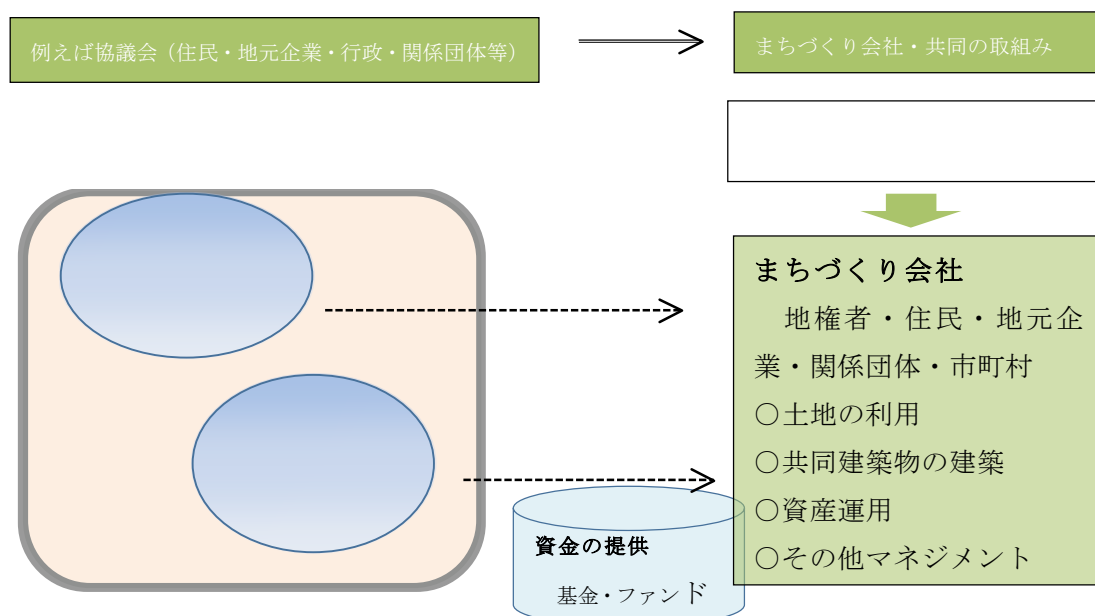 例えば協議会（住民・地元企業・行政・関係団体等）
まちづくり会社・共同の取組み
まちづくり会社
地権者・住民・地元企
業・関係団体・市町村
○土地の利用
○共同建築物の建築
○資産運用
○その他マネジメント
資金の提供
基金・ファンド